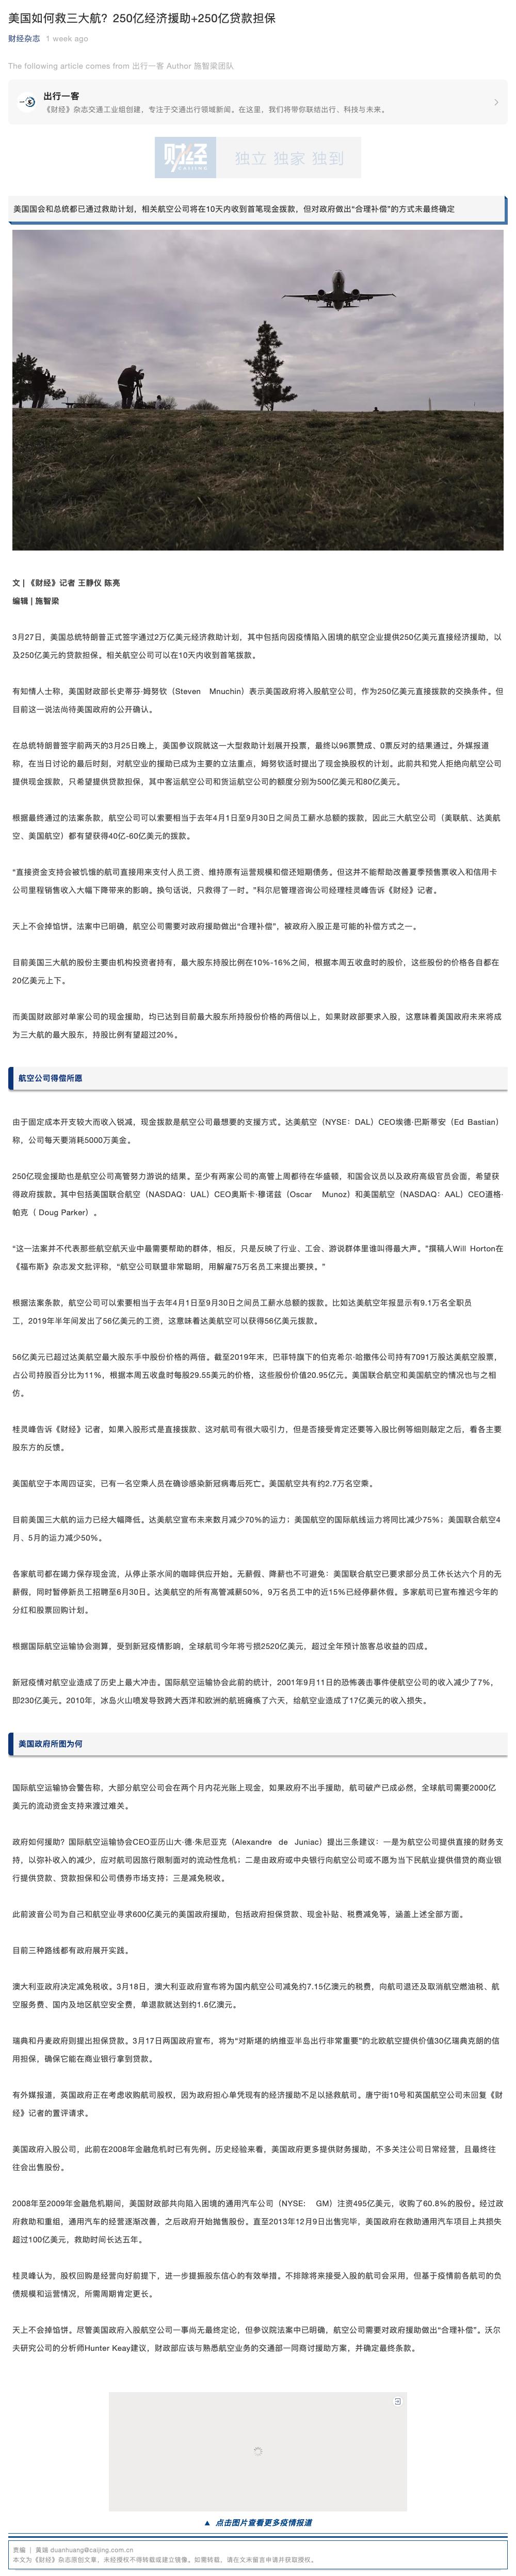 美国如何救三大航？250亿经济援助+250亿贷款担保
财经杂志 1 week ago
The following article comes from 出行一客 Author 施智梁团队
出行一客
《财经》杂志交通工业组创建，专注于交通出行领域新闻。在这里，我们将带你联结出行、科技与未来。
财经
CAIJING
独立 独家 独到
美国国会和总统都已通过救助计划，相关航空公司将在10天内收到首笔现金拨款，但对政府做出“合理补偿”的方式未最终确定
文 | 《财经》记者 王静仪 陈亮
编辑 | 施智梁
3月27日，美国总统特朗普正式签字通过2万亿美元经济救助计划，其中包括向因疫情陷入困境的航空企业提供250亿美元直接经济援助，以
及250亿美元的贷款担保。相关航空公司可以在10天内收到首笔拨款。
有知情人士称，美国财政部长史蒂芬·姆努钦（Steven Mnuchin）表示美国政府将入股航空公司，作为250亿美元直接拨款的交换条件。但
目前这一说法尚待美国政府的公开确认。
在总统特朗普签字前两天的3月25日晚上，美国参议院就这一大型救助计划展开投票，最终以96票赞成、0票反对的结果通过。外媒报道
称，在当日讨论的最后时刻，对航空业的援助已成为主要的立法重点，姆努钦适时提出了现金换股权的计划。此前共和党人拒绝向航空公司
提供现金拨款，只希望提供贷款担保，其中客运航空公司和货运航空公司的额度分别为500亿美元和80亿美元。
根据最终通过的法案条款，航空公司可以索要相当于去年4月1日至9月30日之间员工薪水总额的拨款，因此三大航空公司（美联航、达美航
空、美国航空）都有望获得40亿-60亿美元的拨款。
“直接资金支持会被饥饿的航司直接用来支付人员工资、维持原有运营规模和偿还短期债务。但这并不能帮助改善夏季预售票收入和信用卡
公司里程销售收入大幅下降带来的影响。换句话说，只救得了一时。”科尔尼管理咨询公司经理桂灵峰告诉《财经》记者。
天上不会掉馅饼。法案中已明确，航空公司需要对政府援助做出“合理补偿”，被政府入股正是可能的补偿方式之一。
目前美国三大航的股份主要由机构投资者持有，最大股东持股比例在10%-16%之间，根据本周五收盘时的股价，这些股份的价格各自都在
20亿美元上下。
而美国财政部对单家公司的现金援助，均已达到目前最大股东所持股份价格的两倍以上，如果财政部要求入股，这意味着美国政府未来将成
为三大航的最大股东，持股比例有望超过20%。
航空公司得偿所愿
由于固定成本开支较大而收入锐减，现金拨款是航空公司最想要的支援方式。达美航空（NYSE：DAL）CEO埃德·巴斯蒂安（Ed Bastian）
称，公司每天要消耗5000万美金。
250亿现金援助也是航空公司高管努力游说的结果。至少有两家公司的高管上周都待在华盛顿，和国会议员以及政府高级官员会面，希望获
得政府拨款。其中包括美国联合航空（NASDAQ：UAL）CEO奥斯卡·穆诺兹（Oscar Munoz）和美国航空（NASDAQ：AAL）CEO道格·
帕克（ Doug Parker）。
“这一法案并不代表那些航空航天业中最需要帮助的群体，相反，只是反映了行业、工会、游说群体里谁叫得最大声。”撰稿人Will Horton在
《福布斯》杂志发文批评称，“航空公司联盟非常聪明，用解雇75万名员工来提出要挟。”
根据法案条款，航空公司可以索要相当于去年4月1日至9月30日之间员工薪水总额的拨款。比如达美航空年报显示有9.1万名全职员
工，2019年半年间发出了56亿美元的工资，这意味着达美航空可以获得56亿美元拨款。
56亿美元已超过达美航空最大股东手中股份价格的两倍。截至2019年末，巴菲特旗下的伯克希尔·哈撒伟公司持有7091万股达美航空股票，
占公司持股百分比为11%，根据本周五收盘时每股29.55美元的价格，这些股份价值20.95亿元。美国联合航空和美国航空的情况也与之相
仿。
桂灵峰告诉《财经》记者，如果入股形式是直接拨款、这对航司有很大吸引力，但是否接受肯定还要等入股比例等细则敲定之后，看各主要
股东方的反馈。
美国航空于本周四证实，已有一名空乘人员在确诊感染新冠病毒后死亡。美国航空共有约2.7万名空乘。
目前美国三大航的运力已经大幅降低。达美航空宣布未来数月减少70%的运力；美国航空的国际航线运力将同比减少75%；美国联合航空4
月、5月的运力减少50%。
各家航司都在竭力保存现金流，从停止茶水间的咖啡供应开始。无薪假、降薪也不可避免：美国联合航空已要求部分员工休长达六个月的无
薪假，同时暂停新员工招聘至6月30日。达美航空的所有高管减薪50%，9万名员工中的近15%已经停薪休假。多家航司已宣布推迟今年的
分红和股票回购计划。
根据国际航空运输协会测算，受到新冠疫情影响，全球航司今年将亏损2520亿美元，超过全年预计旅客总收益的四成。
新冠疫情对航空业造成了历史上最大冲击。国际航空运输协会此前的统计，2001年9月11日的恐怖袭击事件使航空公司的收入减少了7%，
即230亿美元。2010年，冰岛火山喷发导致跨大西洋和欧洲的航班瘫痪了六天，给航空业造成了17亿美元的收入损失。
美国政府所图为何
国际航空运输协会警告称，大部分航空公司会在两个月内花光账上现金，如果政府不出手援助，航司破产已成必然，全球航司需要2000亿
美元的流动资金支持来渡过难关。
政府如何援助？国际航空运输协会CEO亚历山大·德·朱尼亚克（Alexandre de Juniac）提出三条建议：一是为航空公司提供直接的财务支
持，以弥补收入的减少，应对航司因旅行限制面对的流动性危机；二是由政府或中央银行向航空公司或不愿为当下民航业提供借贷的商业银
行提供贷款、贷款担保和公司债券市场支持；三是减免税收。
此前波音公司为自己和航空业寻求600亿美元的美国政府援助，包括政府担保贷款、现金补贴、税费减免等，涵盖上述全部方面。
目前三种路线都有政府展开实践。
澳大利亚政府决定减免税收。3月18日，澳大利亚政府宣布将为国内航空公司减免约7.15亿澳元的税费，向航司退还及取消航空燃油税、航
空服务费、国内及地区航空安全费，单退款就达到约1.6亿澳元。
瑞典和丹麦政府则提出担保贷款。3月17日两国政府宣布，将为“对斯堪的纳维亚半岛出行非常重要”的北欧航空提供价值30亿瑞典克朗的信
用担保，确保它能在商业银行拿到贷款。
有外媒报道，英国政府正在考虑收购航司股权，因为政府担心单凭现有的经济援助不足以拯救航司。唐宁街10号和英国航空公司未回复《财
经》记者的置评请求。
美国政府入股公司，此前在2008年金融危机时已有先例。历史经验来看，美国政府更多提供财务援助，不多关注公司日常经营，且最终往
往会出售股份。
2008年至2009年金融危机期间，美国财政部共向陷入困境的通用汽车公司（NYSE: GM）注资495亿美元，收购了60.8%的股份。经过政
府救助和重组，通用汽车的经营逐渐改善，之后政府开始抛售股份。直至2013年12月9日出售完毕，美国政府在救助通用汽车项目上共损失
超过100亿美元，救助时间长达五年。
桂灵峰认为，股权回购是经营向好前提下，进一步提振股东信心的有效举措。不排除将来接受入股的航司会采用，但基于疫情前各航司的负
债规模和运营情况，所需周期肯定更长。
天上不会掉馅饼。尽管美国政府入股航空公司一事尚无最终定论，但参议院法案中已明确，航空公司需要对政府援助做出“合理补偿”。沃尔
夫研究公司的分析师Hunter Keay建议，财政部应该与熟悉航空业务的交通部一同商讨援助方案，并确定最终条款。
▲ 点击图片查看更多疫情报道
责编 | 黄端 duanhuang@caijing.com.cn
本文为《财经》杂志原创文章，未经授权不得转载或建立镜像。如需转载，请在文末留言申请并获取授权。